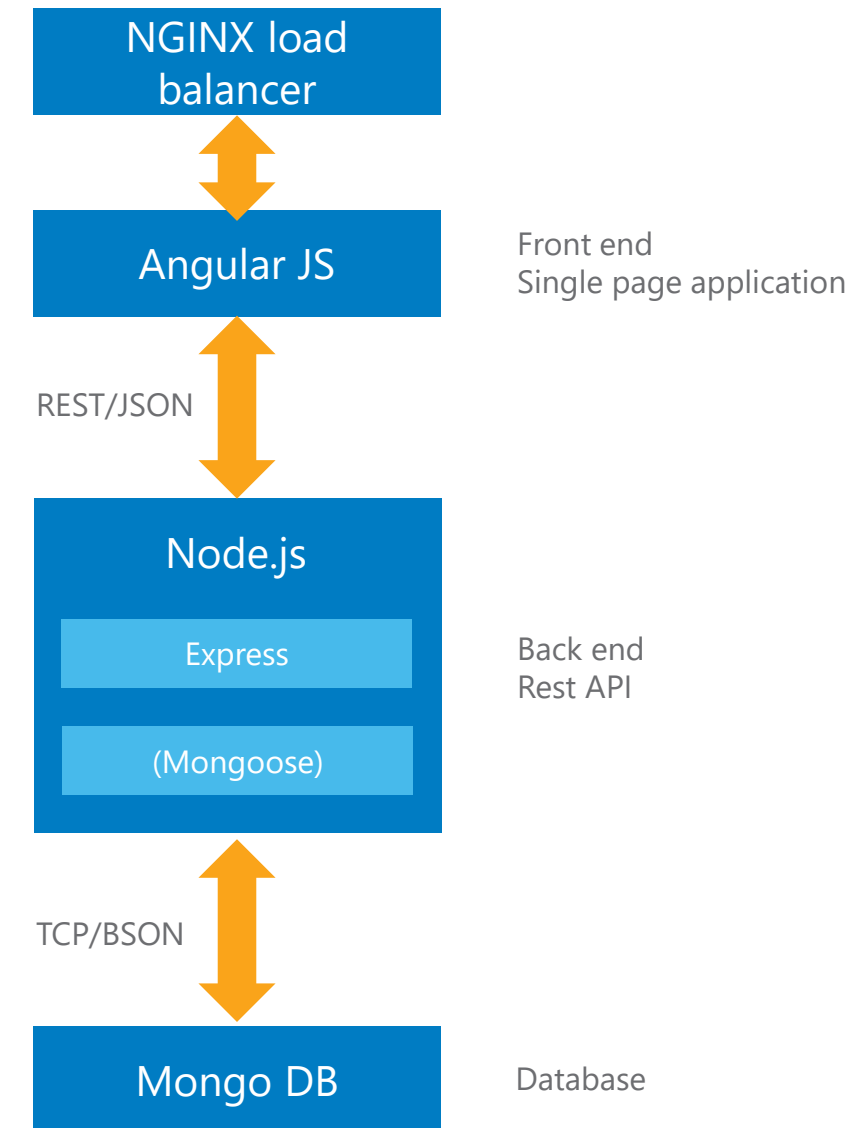 NGINX load
balancer
Angular JS
Front end
Single page application
REST/JSON
Node.js
Express
(Mongoose)
Back end
Rest API
TCP/BSON
Mongo DB
Database